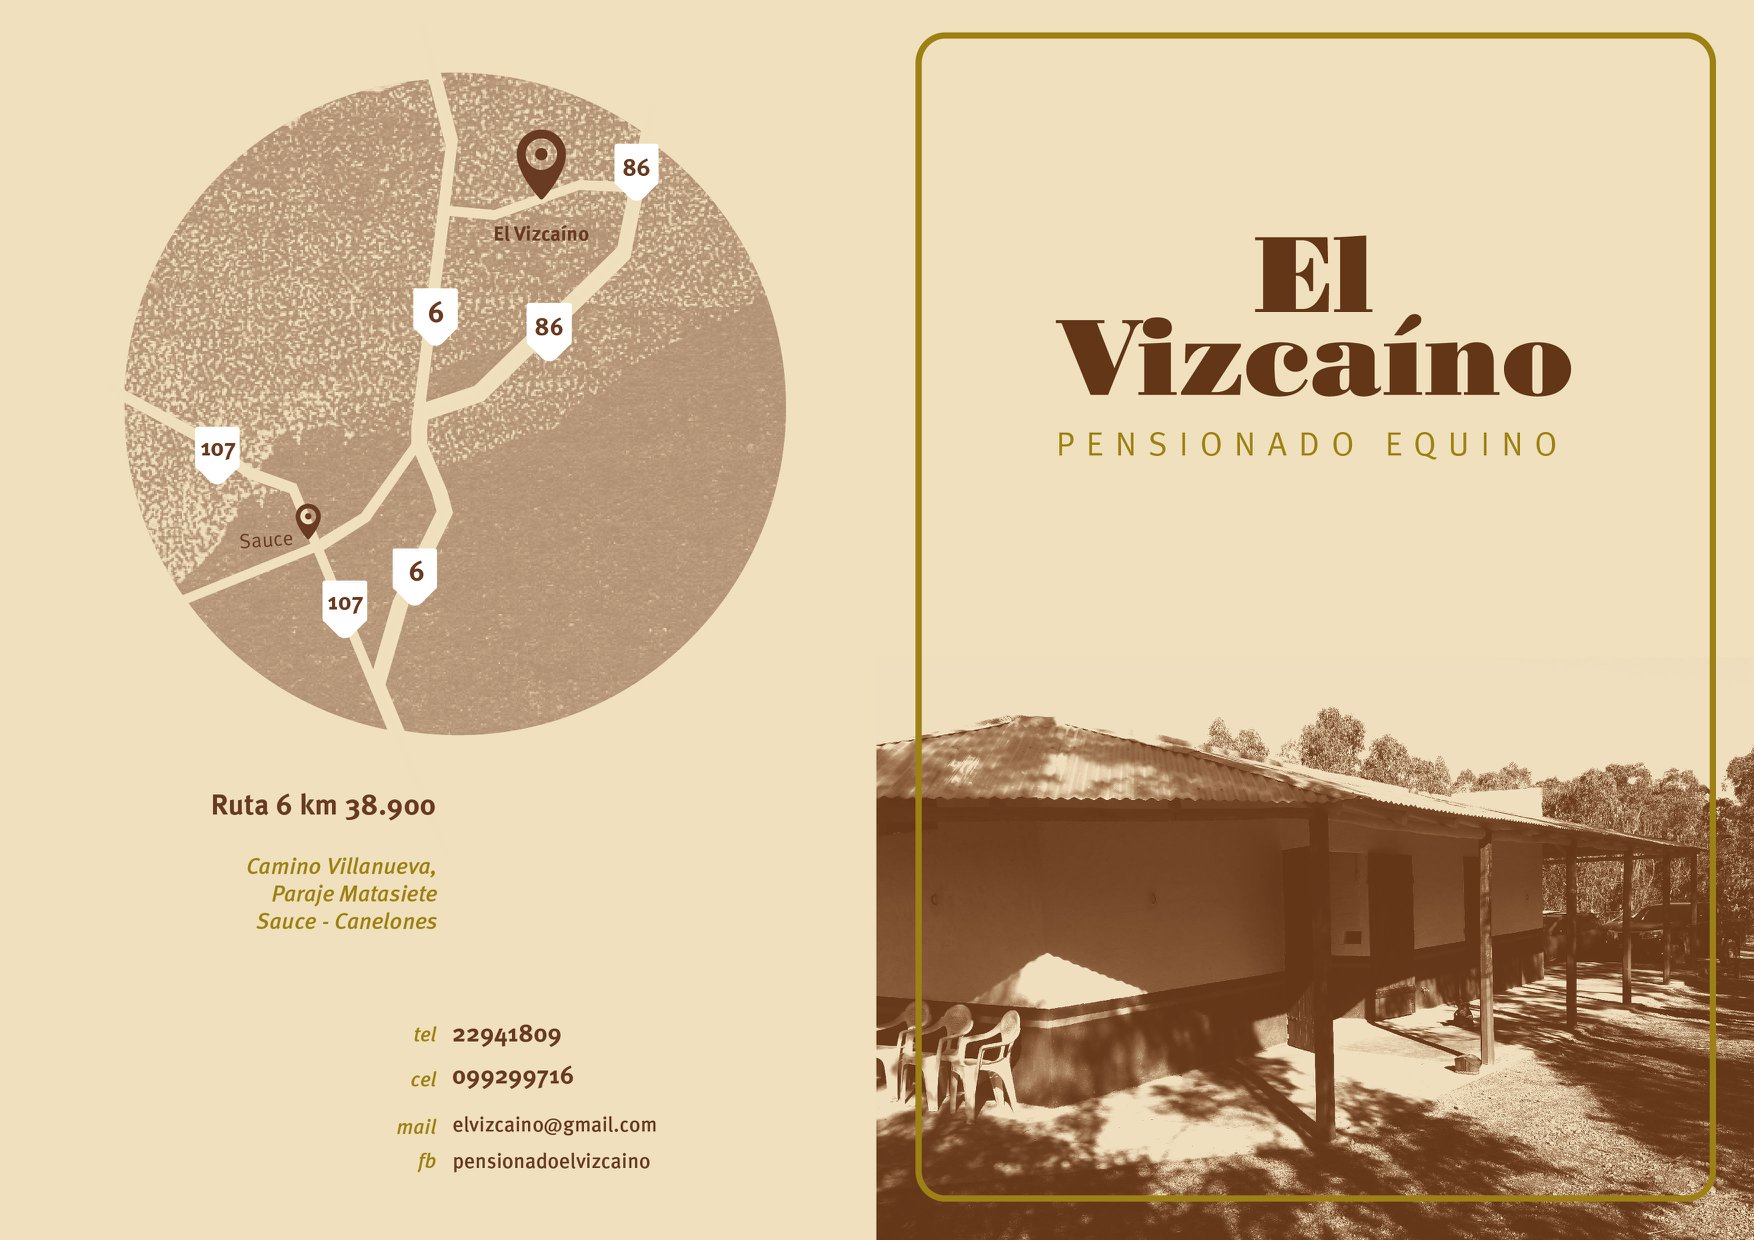 86
El Vizcaíno
6
86
107
Sauce
6
107
Ruta 6 km 38.900
Camino Villanueva,
Paraje Matasiete
Sauce - Canelones
tel 22941809
cel 099299716
mail elvizcaino@gmail.com
fb pensionadoelvizcaino
El
Vizcaíno
PENSIONADO EQUINO